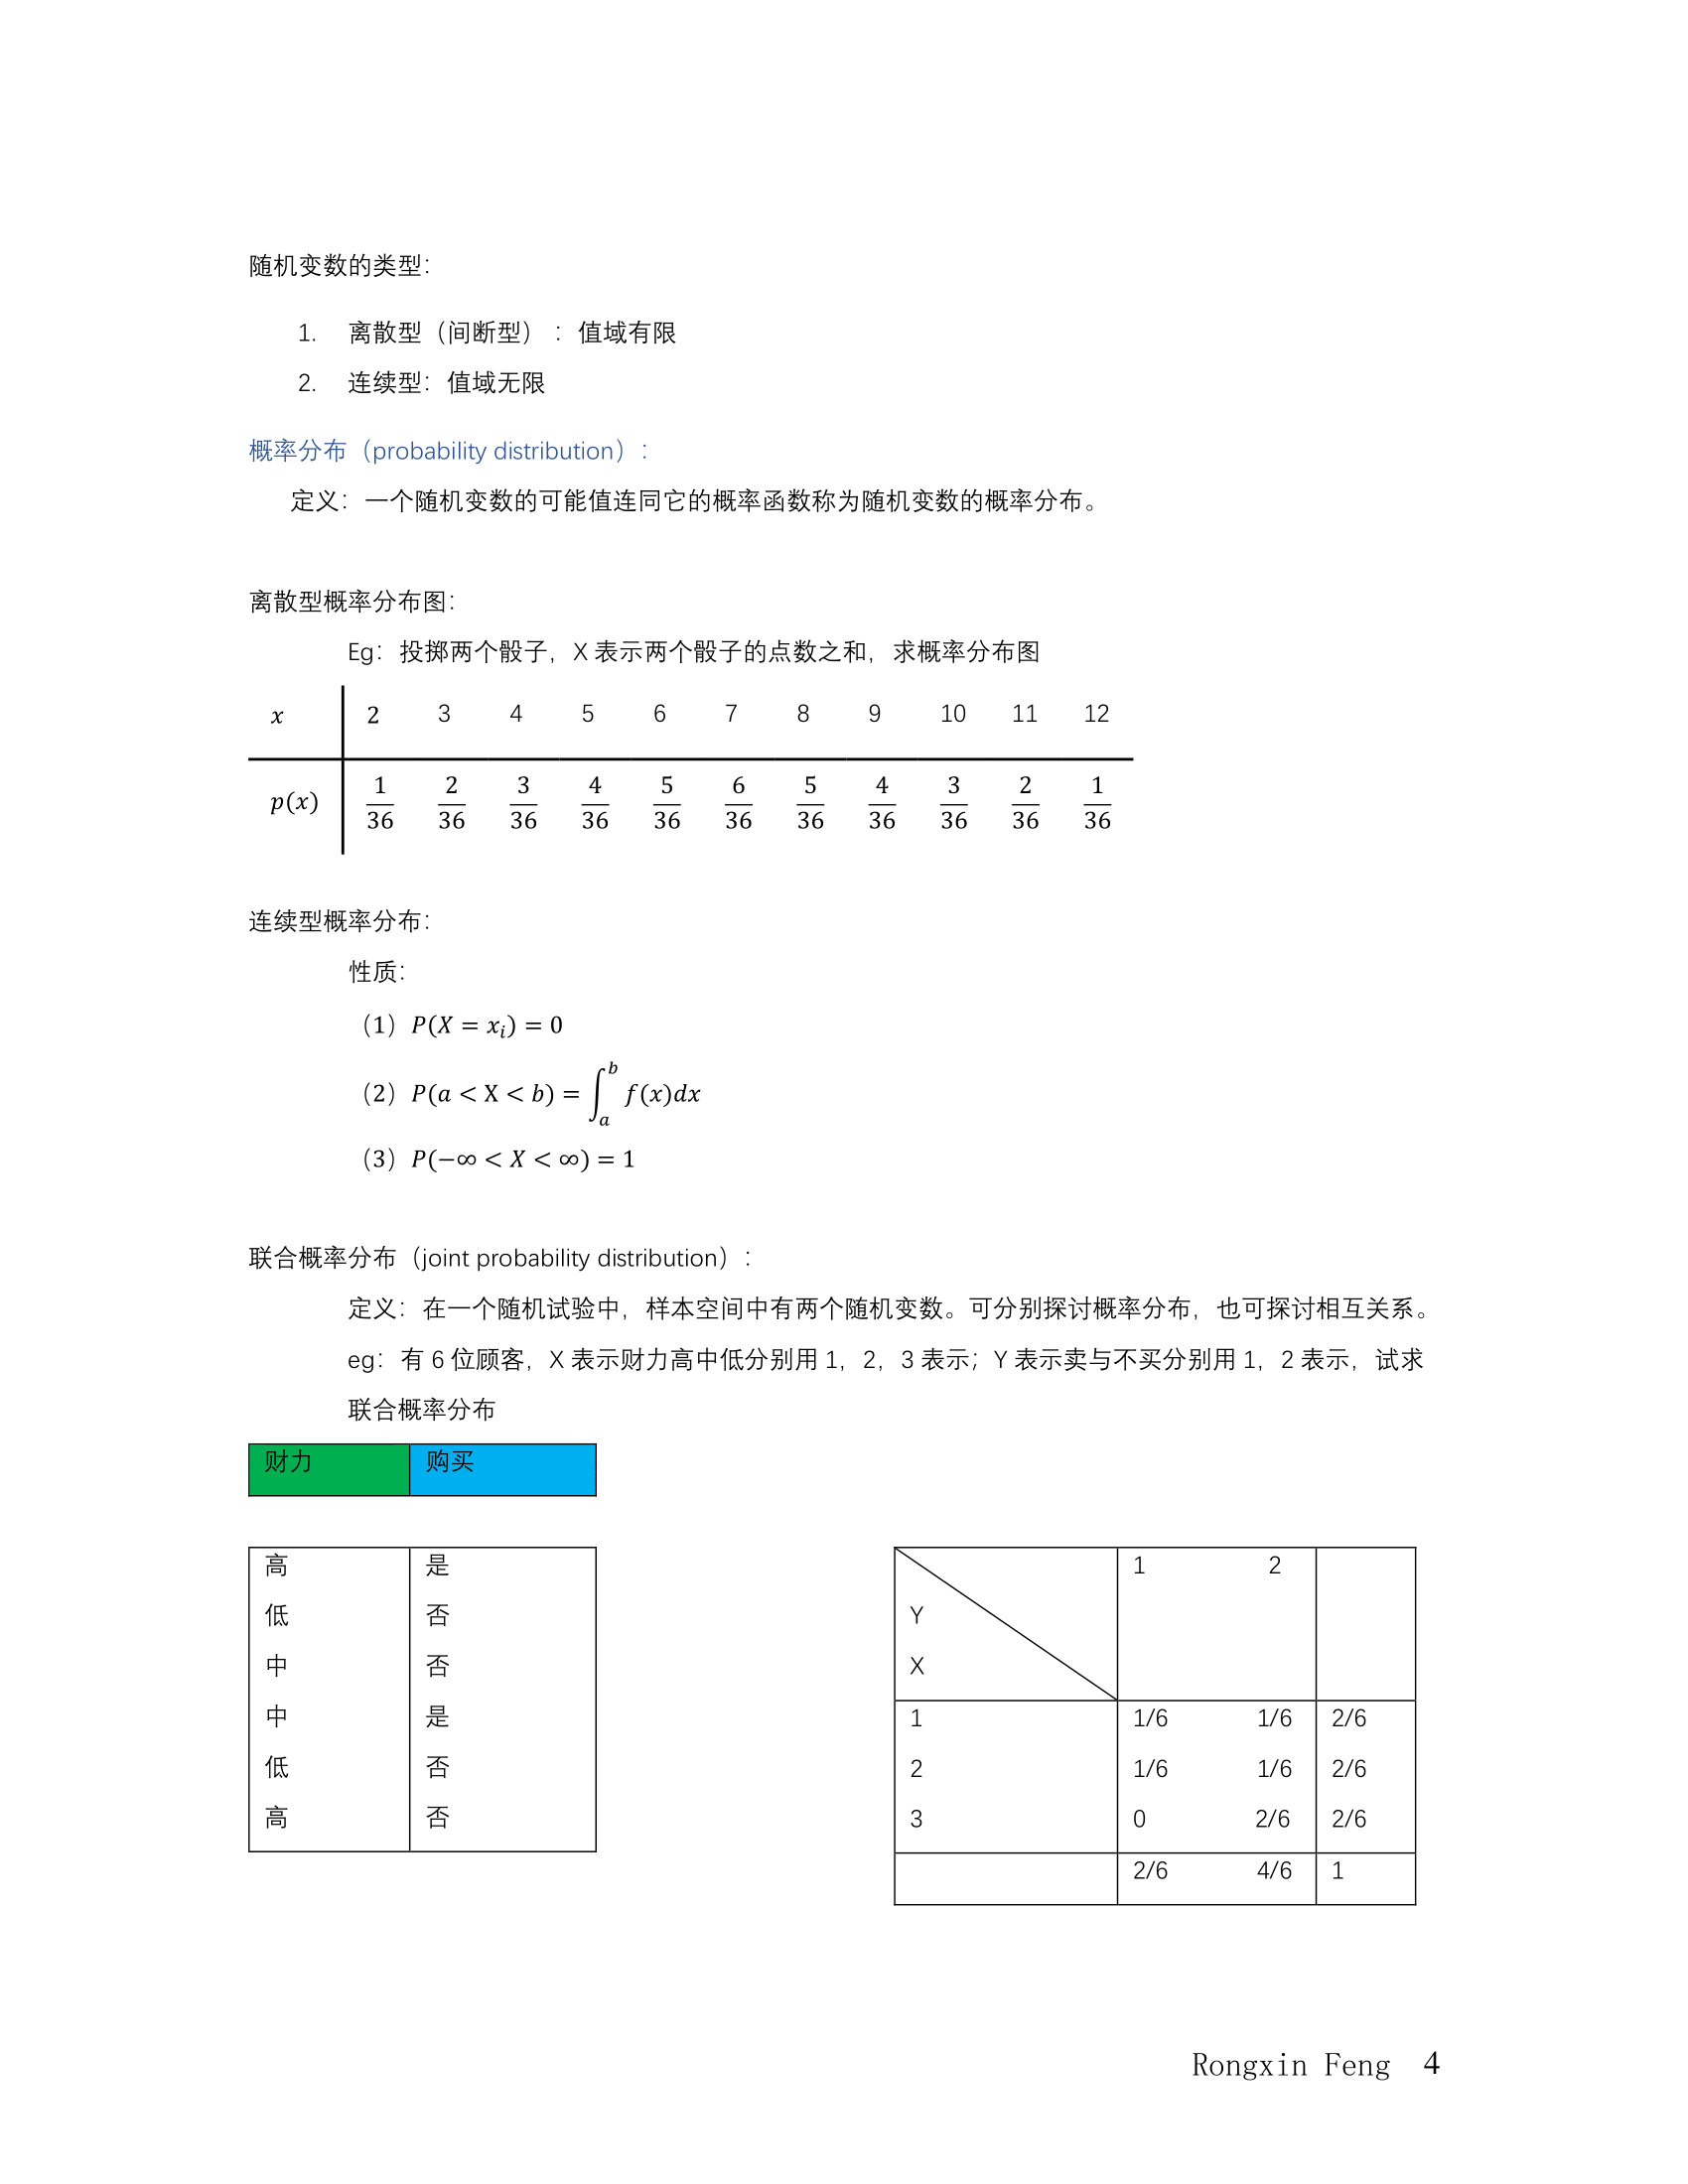 随机变数的类型：
1. 离散型（间断型）：值域有限
2. 连续型：值域无限
概率分布（probability distribution）：
定义：一个随机变数的可能值连同它的概率函数称为随机变数的概率分布。
离散型概率分布图：
Eg：投掷两个骰子，X 表示两个骰子的点数之和，求概率分布图
x 2 3 4 5 6 7 8 9 10 11 12
p(x) 1/36 2/36 3/36 4/36 5/36 6/36 5/36 4/36 3/36 2/36 1/36
连续型概率分布：
性质：
（1）P(X = x_i) = 0
（2）P(a < X < b) = ∫_a^b f(x)dx
（3）P(−∞ < X < ∞) = 1
联合概率分布（joint probability distribution）：
定义：在一个随机试验中，样本空间中有两个随机变数。可分别探讨概率分布，也可探讨相互关系。
eg：有 6 位顾客，X 表示财力高中低分别用 1，2，3 表示；Y 表示卖与不买分别用 1，2 表示，试求
联合概率分布
财力 购买
高 是
低 否
中 否
中 是
低 否
高 否
1 2
Y
X
1 1/6 1/6 2/6
2 1/6 1/6 2/6
3 0 2/6 2/6
2/6 4/6 1
Rongxin Feng 4